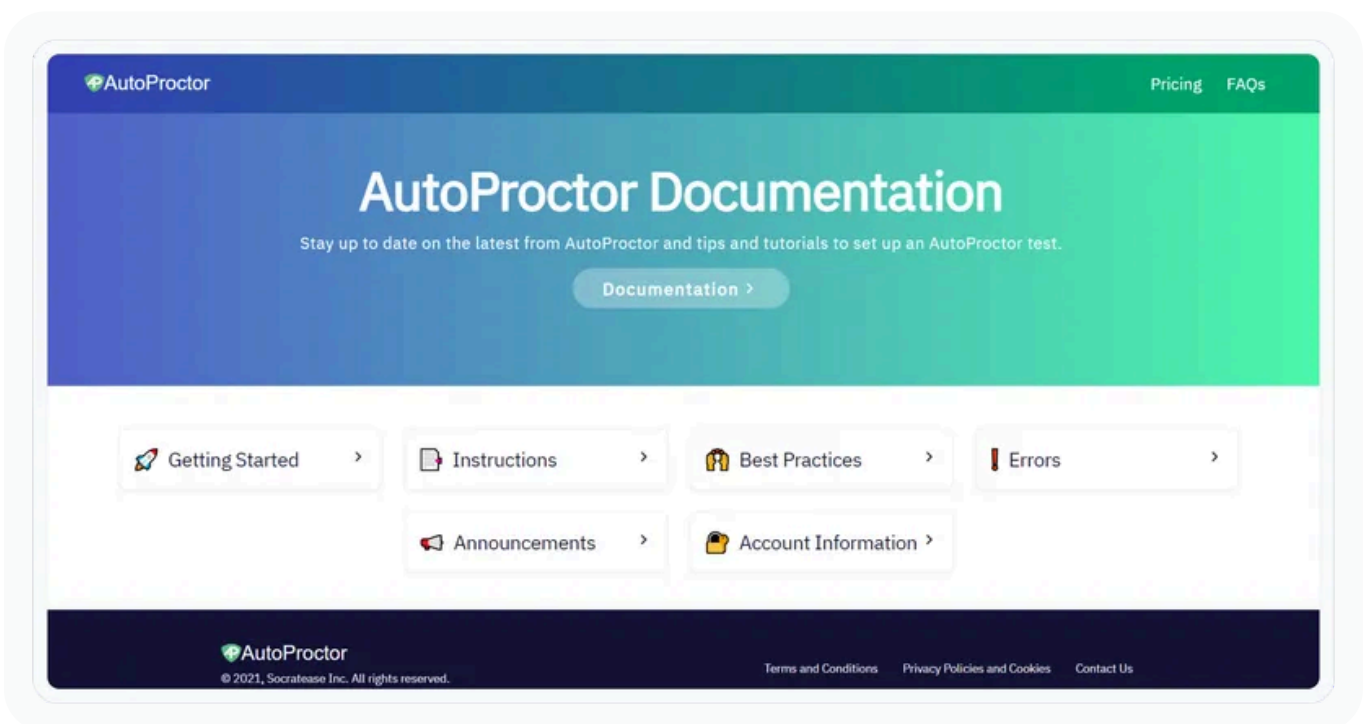 AutoProctor
Pricing FAQs
AutoProctor Documentation
Stay up to date on the latest from AutoProctor and tips and tutorials to set up an AutoProctor test.
Documentation >
Getting Started >
Instructions >
Best Practices >
Errors >
Announcements >
Account Information >
AutoProctor
© 2021, Socratease Inc. All rights reserved.
Terms and Conditions Privacy Policies and Cookies Contact Us